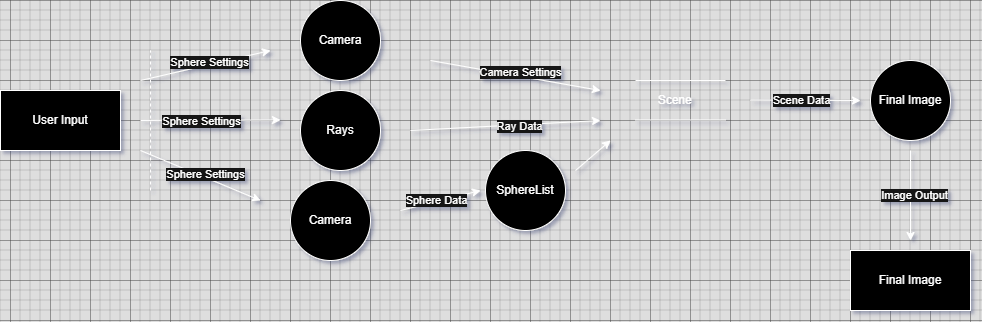 Camera
Sphere Settings
Camera Settings
User Input
Sphere Settings
Rays
Ray Data
Scene
Scene Data
Final Image
Sphere Settings
Camera
Sphere Data
SphereList
Image Output
Final Image